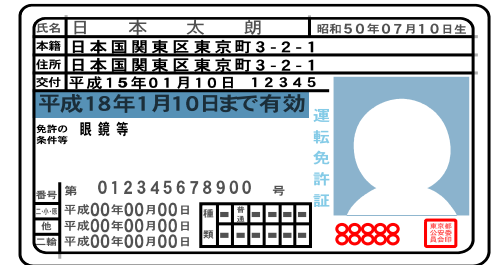 氏名 日本太朗 昭和50年07月10日生
本籍 日本国関東区東京町3-2-1
住所 日本国関東区東京町3-2-1
交付 平成15年01月10日 12345
平成18年1月10日まで有効
免許の条件等 眼鏡等
運転免許証
番号 第 012345678900 号
二・小・原 平成00年00月00日
他 平成00年00月00日
二輪 平成00年00月00日
種類 - 普通 - - - - -
- - - - - - -
88888
東京都公安委員会印